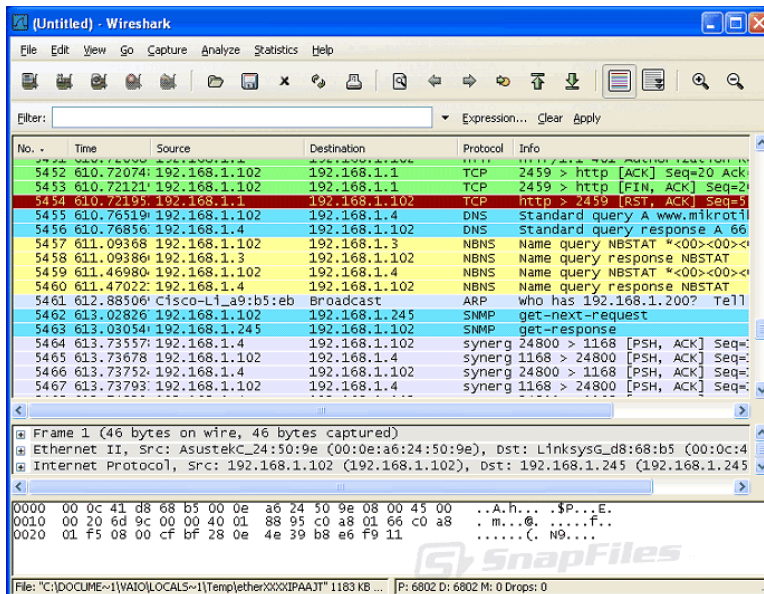 (Untitled) - Wireshark
File Edit View Go Capture Analyze Statistics Help
Filter: Expression... Clear Apply
No. . Time Source Destination Protocol Info
5452 610.72074 192.168.1.102 192.168.1.1 TCP 2459 > http [ACK] Seq=20 Ack
5453 610.72121 192.168.1.102 192.168.1.1 TCP 2459 > http [FIN, ACK] Seq=2
5454 610.72195 192.168.1.1 192.168.1.102 TCP http > 2459 [RST, ACK] Seq=5
5455 610.76519 192.168.1.102 192.168.1.4 DNS Standard query A www.mikroti
5456 610.76856 192.168.1.4 192.168.1.102 DNS Standard query response A 66
5457 611.09368 192.168.1.102 192.168.1.3 NBNS Name query NBSTAT "<00><00><
5458 611.09386 192.168.1.3 192.168.1.102 NBNS Name query response NBSTAT
5459 611.46980 192.168.1.102 192.168.1.4 NBNS Name query NBSTAT "<00><00><
5460 611.47022 192.168.1.4 192.168.1.102 NBNS Name query response NBSTAT
5461 612.88506 Cisco-Li_a9:b5:eb Broadcast ARP who has 192.168.1.200? Tell
5462 613.02826 192.168.1.102 192.168.1.245 SNMP get-next-request
5463 613.03054 192.168.1.245 192.168.1.102 SNMP get-response
5464 613.73557 192.168.1.4 192.168.1.102 synerg 24800 > 1168 [PSH, ACK] Seq=
5465 613.73678 192.168.1.102 192.168.1.4 synerg 1168 > 24800 [PSH, ACK] Seq=
5466 613.73752 192.168.1.4 192.168.1.102 synerg 24800 > 1168 [PSH, ACK] Seq=
5467 613.73793 192.168.1.102 192.168.1.4 synerg 1168 > 24800 [PSH, ACK] Seq=
Frame 1 (46 bytes on wire, 46 bytes captured)
Ethernet II, Src: AsustekC_24:50:9e (00:0e:a6:24:50:9e), Dst: LinksysG_d8:68:b5 (00:0c:4
Internet Protocol, Src: 192.168.1.102 (192.168.1.102), Dst: 192.168.1.245 (192.168.1.245
0000 00 0c 41 d8 68 b5 00 0e a6 24 50 9e 08 00 45 00 ..A.h... .$P...E.
0010 00 20 6d 9c 00 00 40 01 88 95 c0 a8 01 66 c0 a8 . m...@. .....f..
0020 01 f5 08 00 cf bf 28 0e 4e 39 b8 e6 f9 11 ......(. N9....
SnapFiles
File: "C:\DOCUME~1\VAIO\LOCALS~1\Temp\etherXXXXIPAAJT" 1183 KB ... P: 6802 D: 6802 M: 0 Drops: 0